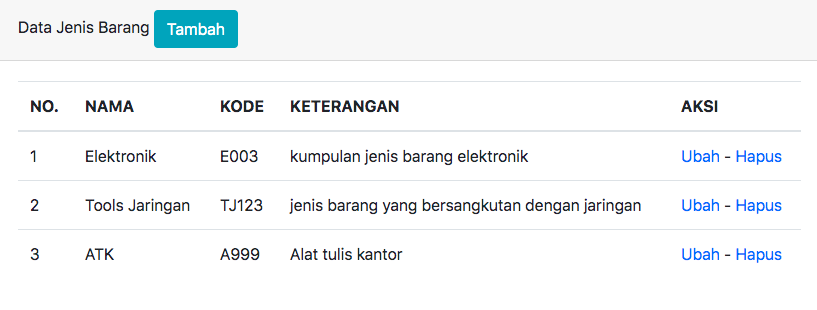 Data Jenis Barang Tambah
NO. NAMA KODE KETERANGAN AKSI
1 Elektronik E003 kumpulan jenis barang elektronik Ubah - Hapus
2 Tools Jaringan TJ123 jenis barang yang bersangkutan dengan jaringan Ubah - Hapus
3 ATK A999 Alat tulis kantor Ubah - Hapus